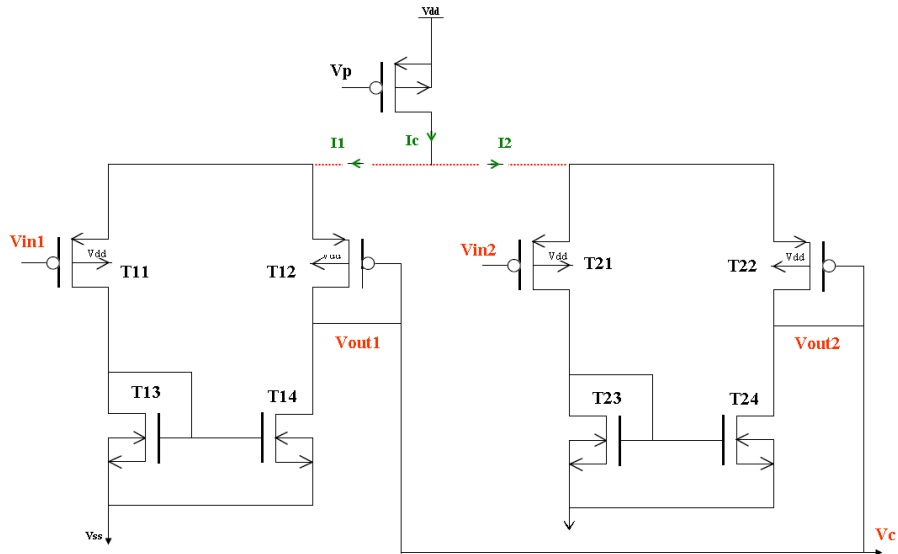 Vdd
Vp
I1
Ic
I2
Vin1
Vdd
T11
T12
Vin2
Vdd
T21
T22
Vdd
Vout1
Vout2
T13
T14
T23
T24
Vss
Vc